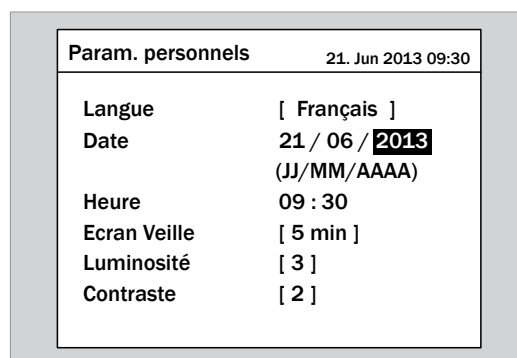 Param. personnels 21. Jun 2013 09:30
Langue [ Français ]
Date 21 / 06 / 2013
(JJ/MM/AAAA)
Heure 09 : 30
Ecran Veille [ 5 min ]
Luminosité [ 3 ]
Contraste [ 2 ]